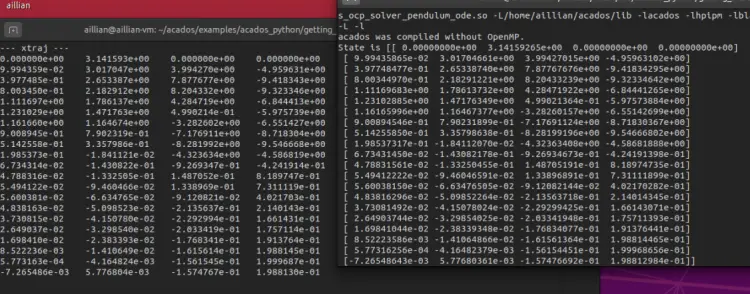 aillian
aillian@aillian-vm: ~/acados/examples/acados_python/getting_
--- xtraj ---
0.000000e+00 3.141593e+00 0.000000e+00 0.000000e+00
9.994359e-02 3.017047e+00 3.994270e+00 -4.959631e+00
3.977485e-01 2.653387e+00 7.877677e+00 -9.418343e+00
8.003450e-01 2.182912e+00 8.204332e+00 -9.323346e+00
1.111697e+00 1.786137e+00 4.284719e+00 -6.844413e+00
1.231029e+00 1.471763e+00 4.990214e-01 -5.975739e+00
1.161660e+00 1.164674e+00 -3.282602e+00 -6.551427e+00
9.008945e-01 7.902319e-01 -7.176911e+00 -8.718304e+00
5.142558e-01 3.357986e-01 -8.281992e+00 -9.546668e+00
1.985373e-01 -1.841121e-02 -4.323634e+00 -4.586819e+00
6.734314e-02 -1.430822e-01 -9.269347e-01 -4.241914e-01
4.788316e-02 -1.332505e-01 1.487052e-01 8.189747e-01
5.494122e-02 -9.460466e-02 1.338969e-01 7.311119e-01
5.600381e-02 -6.634765e-02 -9.120821e-02 4.021703e-01
4.838163e-02 -5.098523e-02 -2.135637e-01 2.140143e-01
3.730815e-02 -4.150780e-02 -2.292994e-01 1.661431e-01
2.649037e-02 -3.298540e-02 -2.033419e-01 1.757114e-01
1.698410e-02 -2.383393e-02 -1.768341e-01 1.913764e-01
8.522236e-03 -1.410649e-02 -1.615614e-01 1.988145e-01
5.773163e-04 -4.164824e-03 -1.561545e-01 1.999687e-01
-7.265486e-03 5.776804e-03 -1.574767e-01 1.988130e-01
s_ocp_solver_pendulum_ode.so -L/home/aillian/acados/lib -lacados -lhpipm -lbl
-L -l
acados was compiled without OpenMP.
State is [[ 0.00000000e+00 3.14159265e+00 0.00000000e+00 0.00000000e+00]
[ 9.99435865e-02 3.01704661e+00 3.99427015e+00 -4.95963102e+00]
[ 3.97748477e-01 2.65338740e+00 7.87767676e+00 -9.41834295e+00]
[ 8.00344970e-01 2.18291221e+00 8.20433239e+00 -9.32334642e+00]
[ 1.11169683e+00 1.78613732e+00 4.28471922e+00 -6.84441265e+00]
[ 1.23102885e+00 1.47176349e+00 4.99021364e-01 -5.97573884e+00]
[ 1.16165996e+00 1.16467377e+00 -3.28260157e+00 -6.55142699e+00]
[ 9.00894546e-01 7.90231899e-01 -7.17691124e+00 -8.71830367e+00]
[ 5.14255850e-01 3.35798638e-01 -8.28199196e+00 -9.54666802e+00]
[ 1.98537317e-01 -1.84112070e-02 -4.32363408e+00 -4.58681888e+00]
[ 6.73431450e-02 -1.43082178e-01 -9.26934673e-01 -4.24191398e-01]
[ 4.78831561e-02 -1.33250455e-01 1.48705191e-01 8.18974735e-01]
[ 5.49412222e-02 -9.46046591e-02 1.33896891e-01 7.31111899e-01]
[ 5.60038150e-02 -6.63476505e-02 -9.12082144e-02 4.02170282e-01]
[ 4.83816296e-02 -5.09852264e-02 -2.13563718e-01 2.14014345e-01]
[ 3.73081492e-02 -4.15078024e-02 -2.29299425e-01 1.66143071e-01]
[ 2.64903744e-02 -3.29854025e-02 -2.03341948e-01 1.75711393e-01]
[ 1.69841044e-02 -2.38339348e-02 -1.76834077e-01 1.91376441e-01]
[ 8.52223586e-03 -1.41064866e-02 -1.61561364e-01 1.98814465e-01]
[ 5.77316256e-04 -4.16482379e-03 -1.56154451e-01 1.99968656e-01]
[-7.26548643e-03 5.77680361e-03 -1.57476692e-01 1.98812984e-01]]